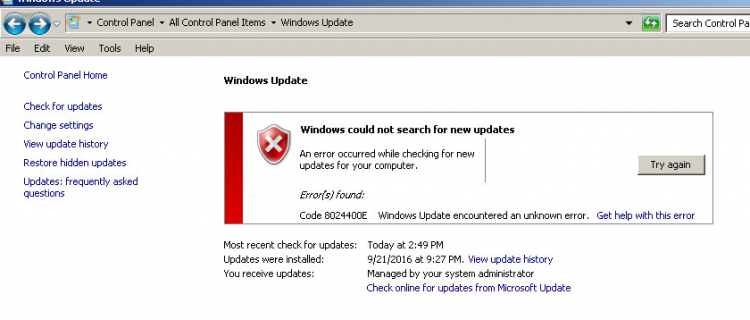 Windows Update
Control Panel All Control Panel Items Windows Update Search Control Pa
File Edit View Tools Help
Control Panel Home
Windows Update
Check for updates
Change settings
View update history
Restore hidden updates
Updates: frequently asked
questions
Windows could not search for new updates
An error occurred while checking for new
updates for your computer.
Try again
Error(s) found:
Code 8024400E Windows Update encountered an unknown error. Get help with this error
Most recent check for updates: Today at 2:49 PM
Updates were installed: 9/21/2016 at 9:27 PM. View update history
You receive updates: Managed by your system administrator
Check online for updates from Microsoft Update